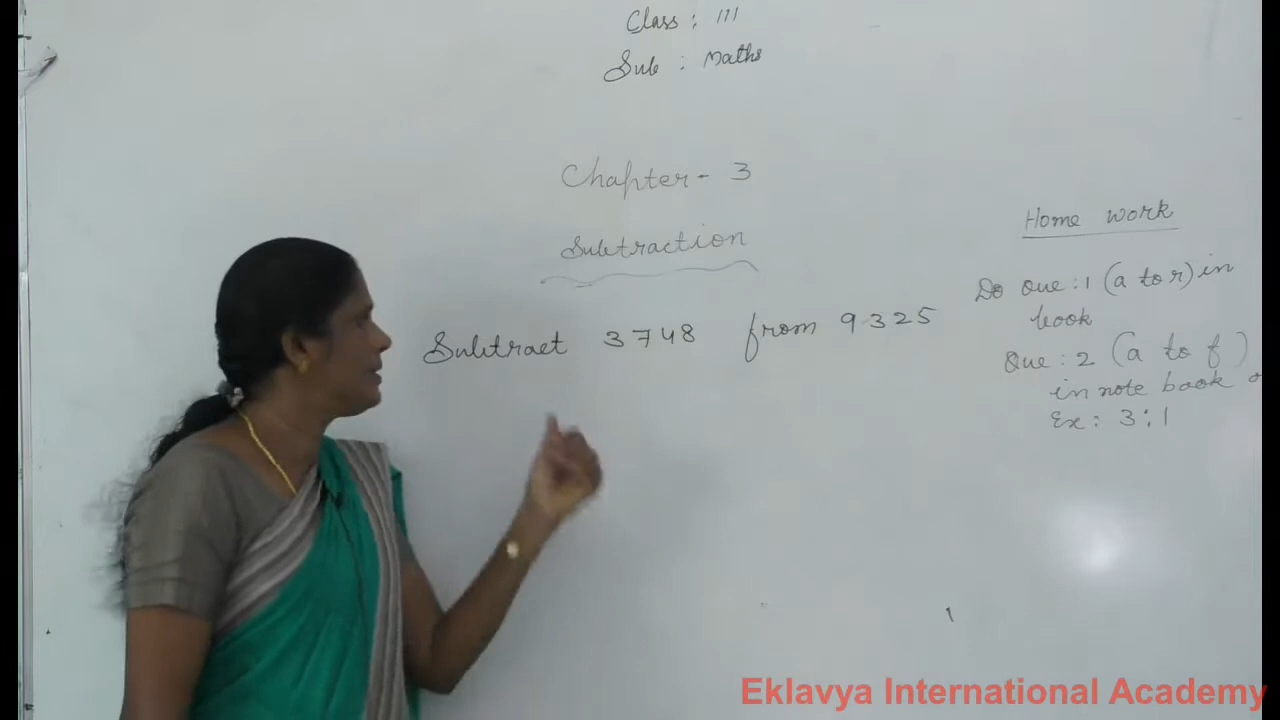 Class : III
Sub : Maths
Chapter - 3
Subtraction
Subtract 3748 from 9325
Home work
Do Que : 1 (a to r) in
book
Que : 2 (a to f)
in note book
Ex : 3 : 1
Eklavya International Academy